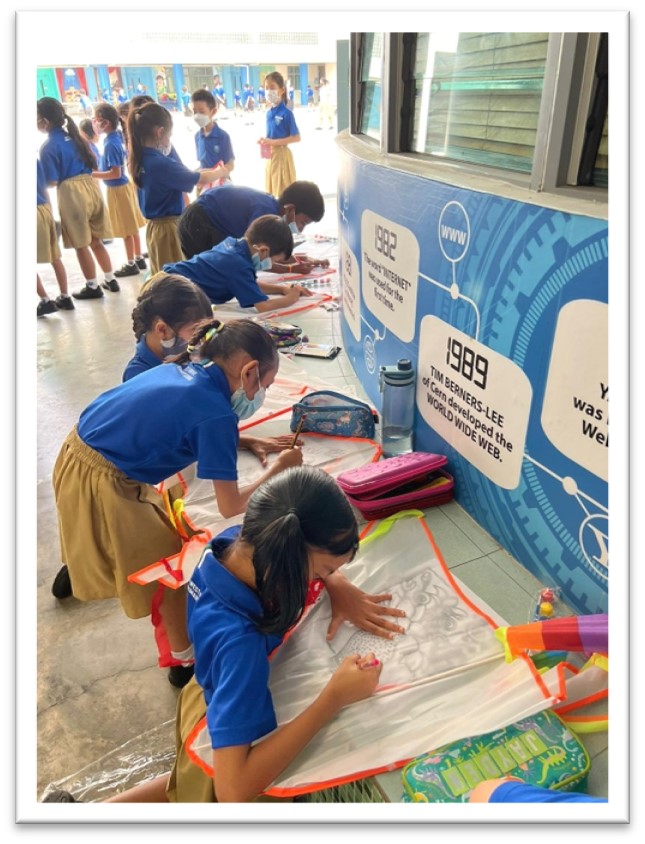 1982
The word "INTERNET"
was used for the
first time.
WWW
1989
TIM BERNERS-LEE
of Cern developed the
WORLD WIDE WEB.
was